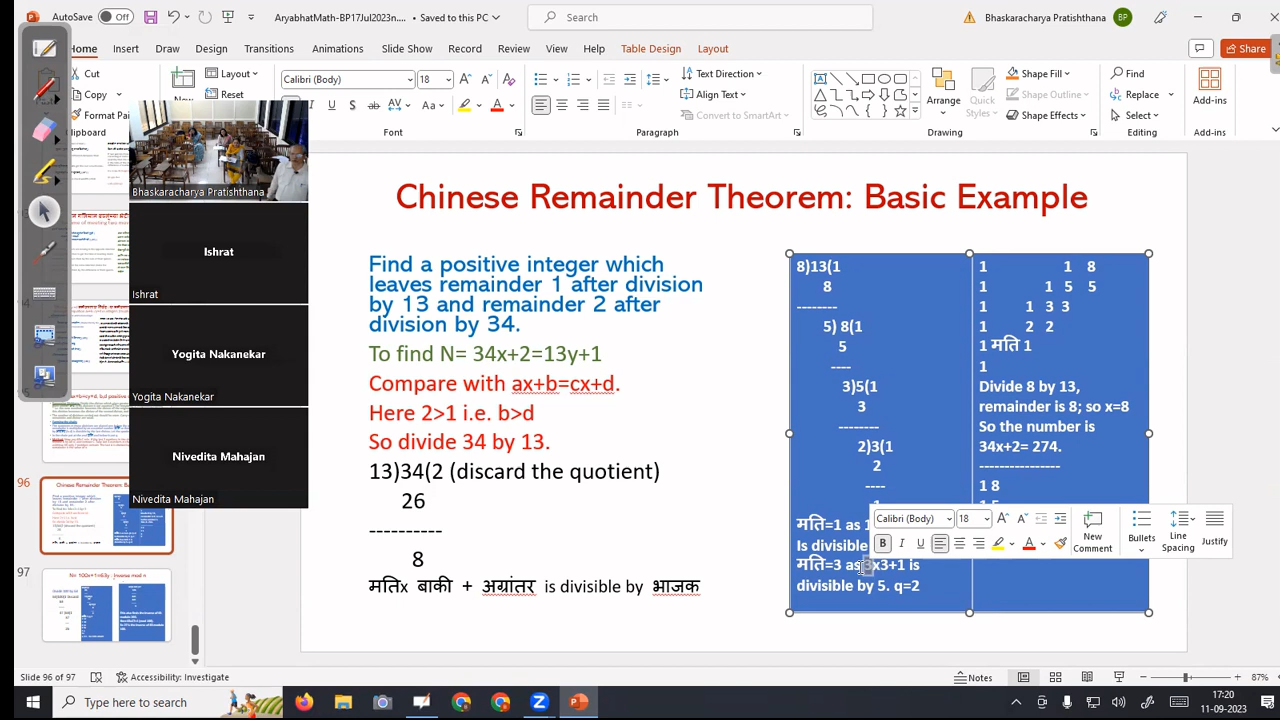 AutoSave Off AryabhatMath-BP17Jul2023n... • Saved to this PC Search Bhaskaracharya Pratishthana BP
Home Insert Draw Design Transitions Animations Slide Show Record Review View Help Table Design Layout Share
Cut Layout Calibri (Body) 18 Text Direction Shape Fill Find
Copy New Reset Align Text Arrange Quick Styles Shape Outline Replace Add-ins
Format Convert to SmartArt Shape Effects Select
Font Paragraph Drawing Editing Add-ins
Bhaskaracharya Pratishthana
Ishrat
Ishrat
Yogita Nakanekar
Yogita Nakanekar
Nivedita Mahajan
Nivedita Mahajan
96
97
N= 100x+1=63y
Chinese Remainder Theorem: Basic Example
Find a positive integer which
leaves remainder 1 after division
by 13 and remainder 2 after
division by 34.
To find N= 34x+2=13y+1
Compare with ax+b=cx+d.
Here 2>1 i.e. b>d
So divide 34 by 13
13)34(2 (discard the quotient)
26
----------
8
मतिx बाकी + अग्रांतर is divisible by भाजक
8)13(1
8
--------
5) 8(1
5
----
3)5(1
3
--------
2)3(1
2
----
मति=1 as
Is divisible
मति=3 as 3x3+1 is
divisible by 5. q=2
1 1 8
1 1 5 5
1 3 3
1 2 2
1 मति 1
1
Divide 8 by 13,
remainder is 8; so x=8
So the number is
34x+2= 274.
----------------
1 8
Calibri (Body)
B I U New Comment Bullets Line Spacing Justify
Slide 96 of 97 Accessibility: Investigate Notes 87%
Type here to search
17:20
11-09-2023